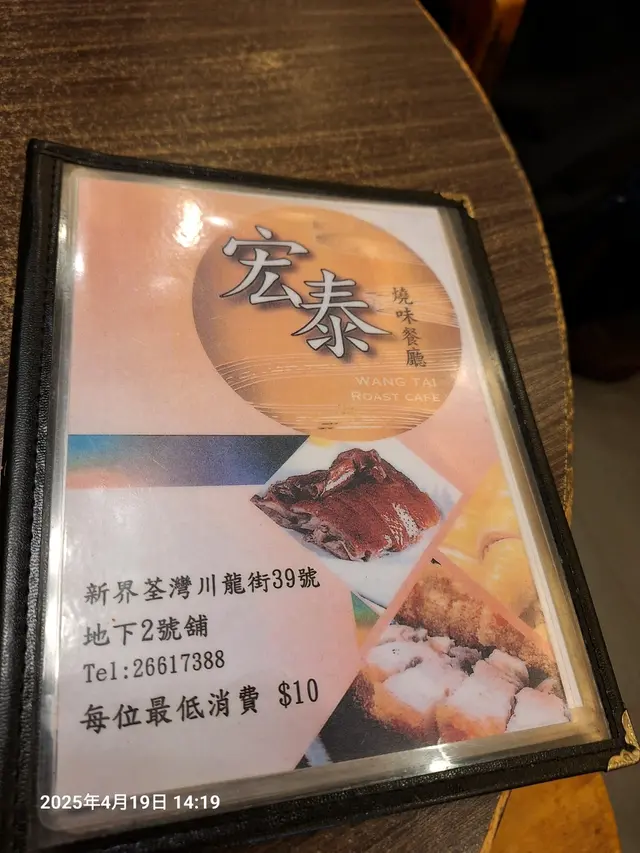 宏泰
燒味餐廳
WANG TAI
ROAST CAFE
新界荃灣川龍街39號
地下2號舖
Tel:26617388
每位最低消費 $10
2025年4月19日 14:19